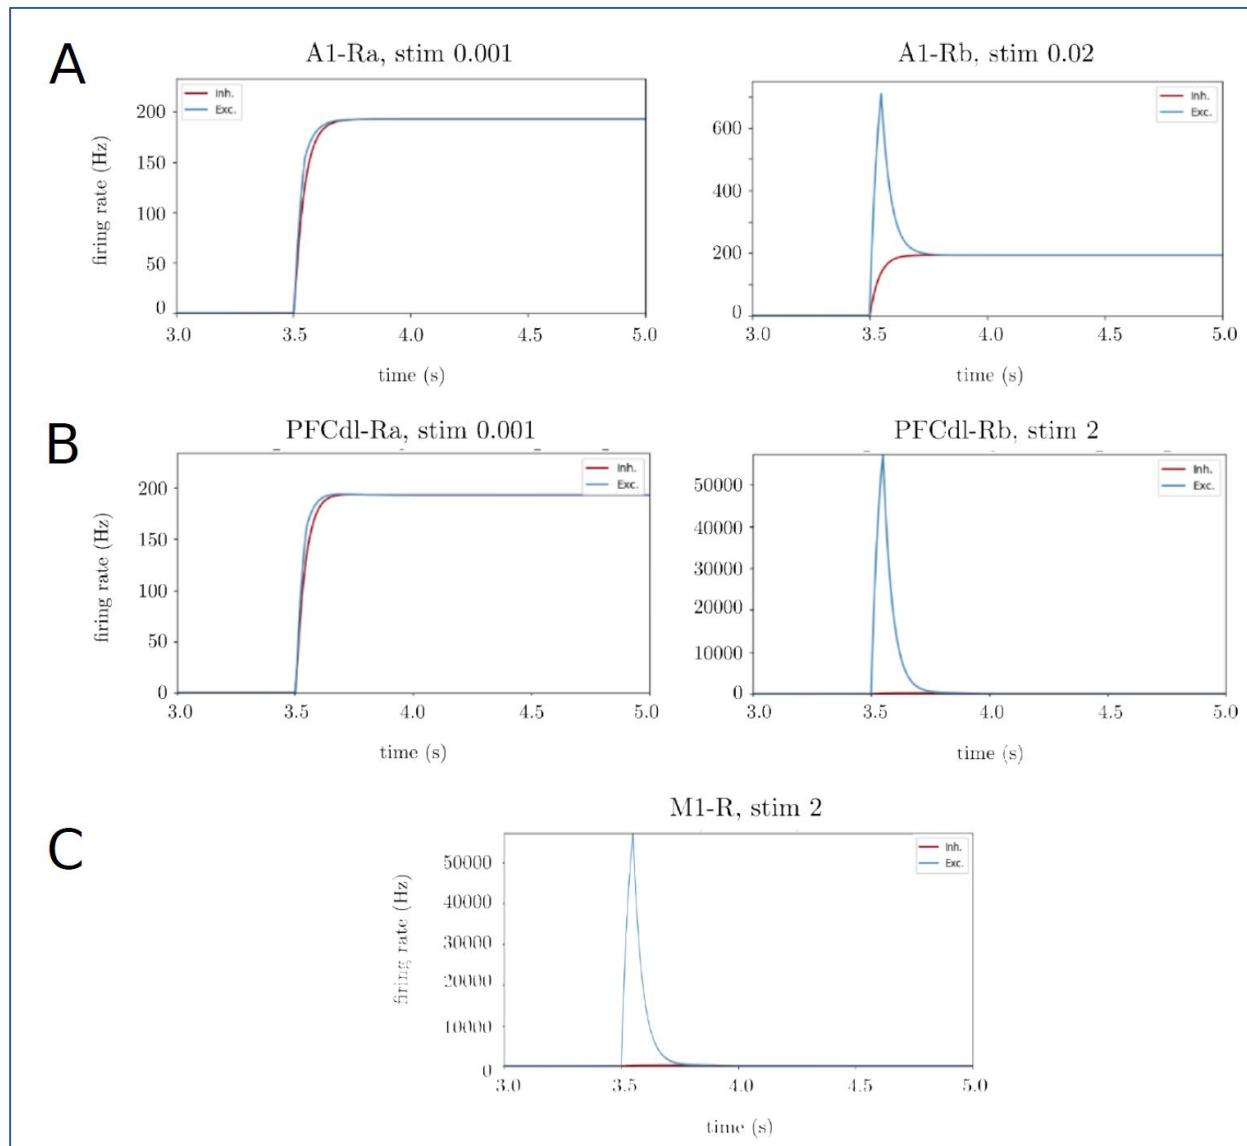 A
A1-Ra, stim 0.001
Inh.
Exc.
firing rate (Hz)
200
150
100
50
0
3.0 3.5 4.0 4.5 5.0
time (s)
A1-Rb, stim 0.02
Inh.
Exc.
600
400
200
0
3.0 3.5 4.0 4.5 5.0
time (s)
B
PFCdl-Ra, stim 0.001
Inh.
Exc.
firing rate (Hz)
200
150
100
50
0
3.0 3.5 4.0 4.5 5.0
time (s)
PFCdl-Rb, stim 2
Inh.
Exc.
50000
40000
30000
20000
10000
0
3.0 3.5 4.0 4.5 5.0
time (s)
C
M1-R, stim 2
Inh.
Exc.
firing rate (Hz)
50000
40000
30000
20000
10000
0
3.0 3.5 4.0 4.5 5.0
time (s)